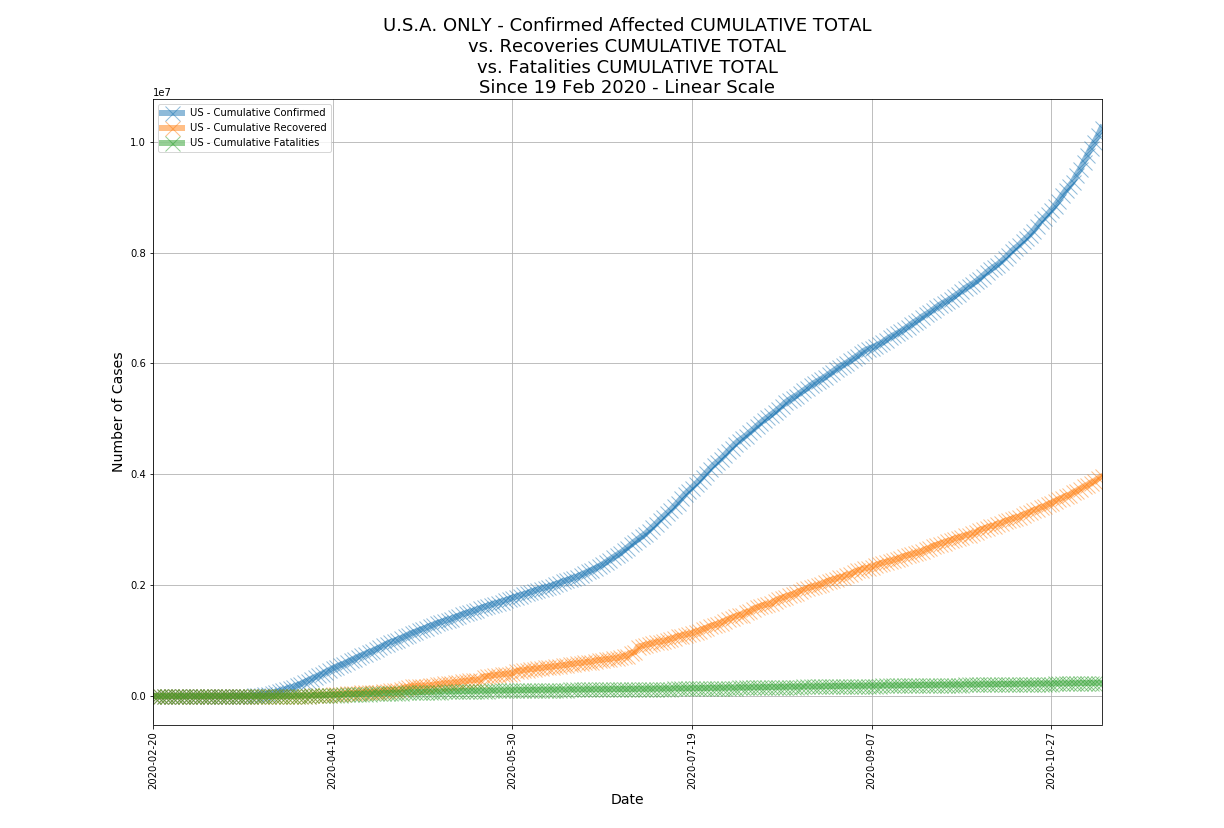 U.S.A. ONLY - Confirmed Affected CUMULATIVE TOTAL
vs. Recoveries CUMULATIVE TOTAL
vs. Fatalities CUMULATIVE TOTAL
Since 19 Feb 2020 - Linear Scale
1e7
US - Cumulative Confirmed
US - Cumulative Recovered
US - Cumulative Fatalities
1.0
0.8
0.6
0.4
0.2
0.0
Number of Cases
2020-02-20
2020-04-10
2020-05-30
2020-07-19
2020-09-07
2020-10-27
Date